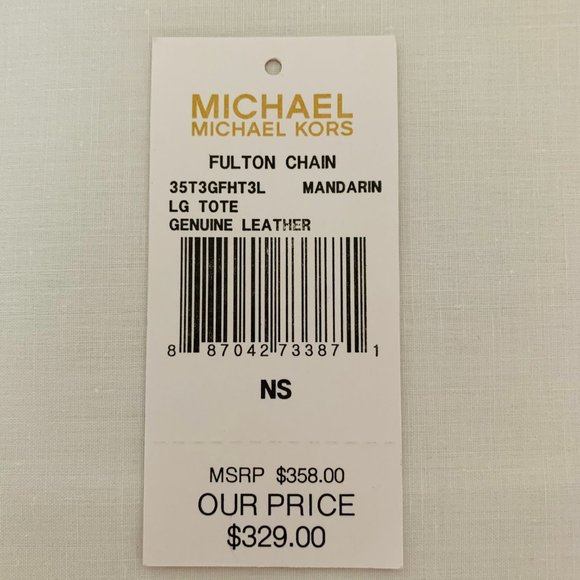 MICHAEL
MICHAEL KORS
FULTON CHAIN
35T3GFHT3L MANDARIN
LG TOTE
GENUINE LEATHER
8 87042 73387 1
NS
MSRP $358.00
OUR PRICE
$329.00